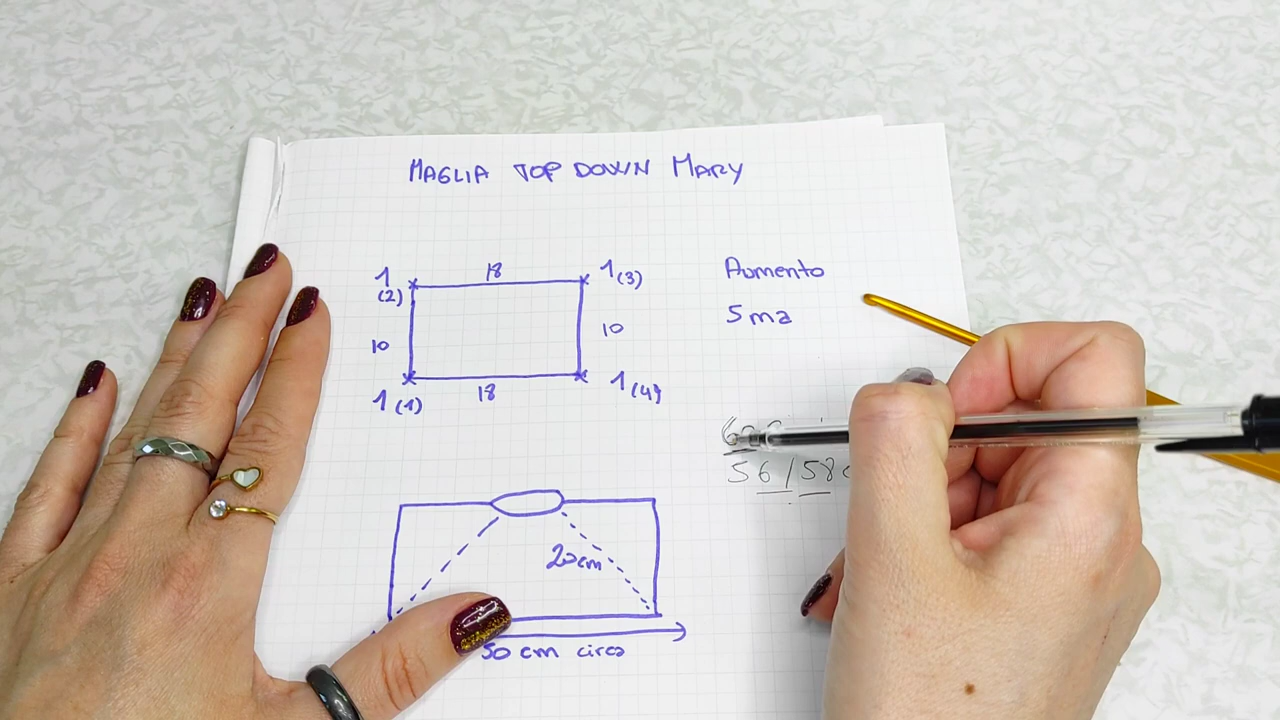 MAGLIA TOP DOWN MARY
1 18 1(3)
(2)
10 10
1(1) 18 1(4)
Aumento
5 ma
56/58
20cm
50 cm circa